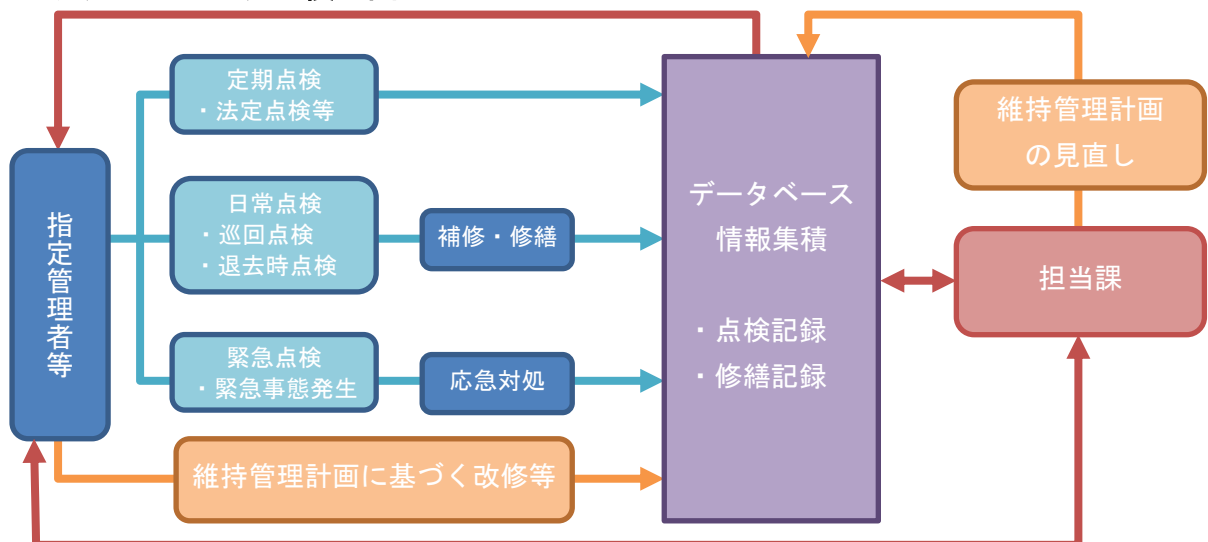 指定管理者等
定期点検
・法定点検等
日常点検
・巡回点検
・退去時点検
補修・修繕
緊急点検
・緊急事態発生
応急対処
維持管理計画に基づく改修等
データベース
情報集積
・点検記録
・修繕記録
維持管理計画
の見直し
担当課